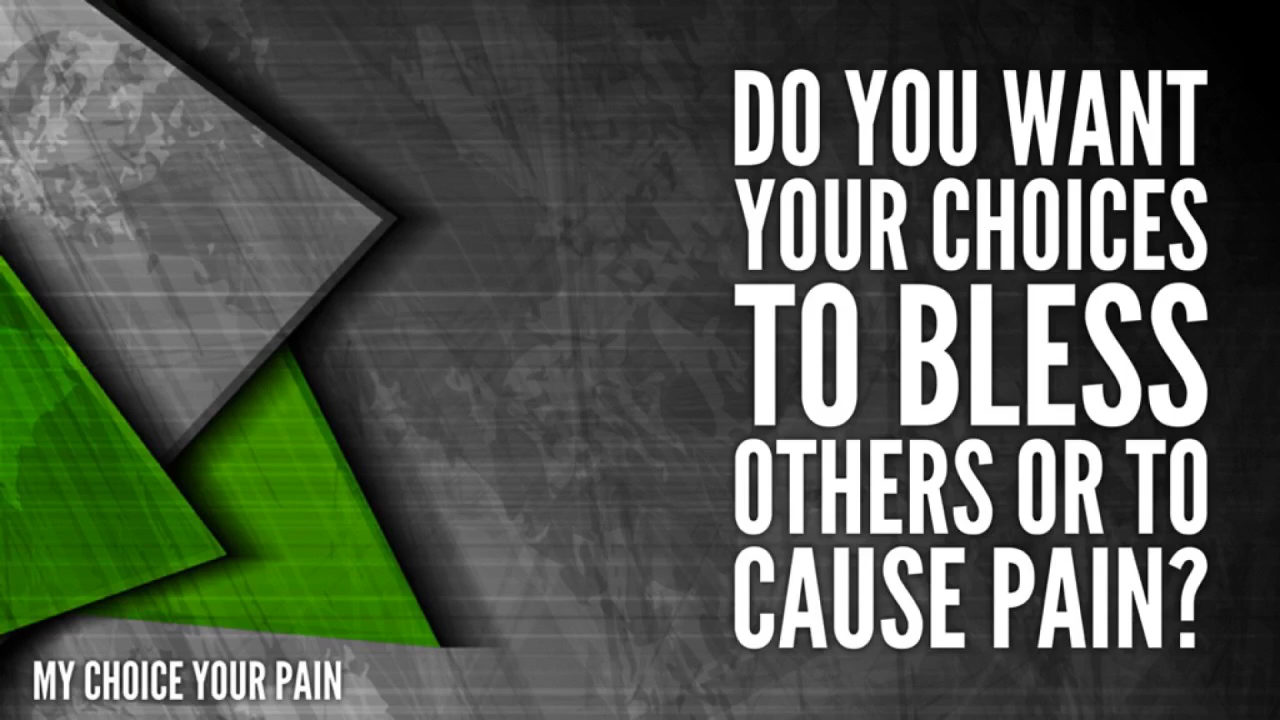 DO YOU WANT
YOUR CHOICES
TO BLESS
OTHERS OR TO
CAUSE PAIN?
MY CHOICE YOUR PAIN